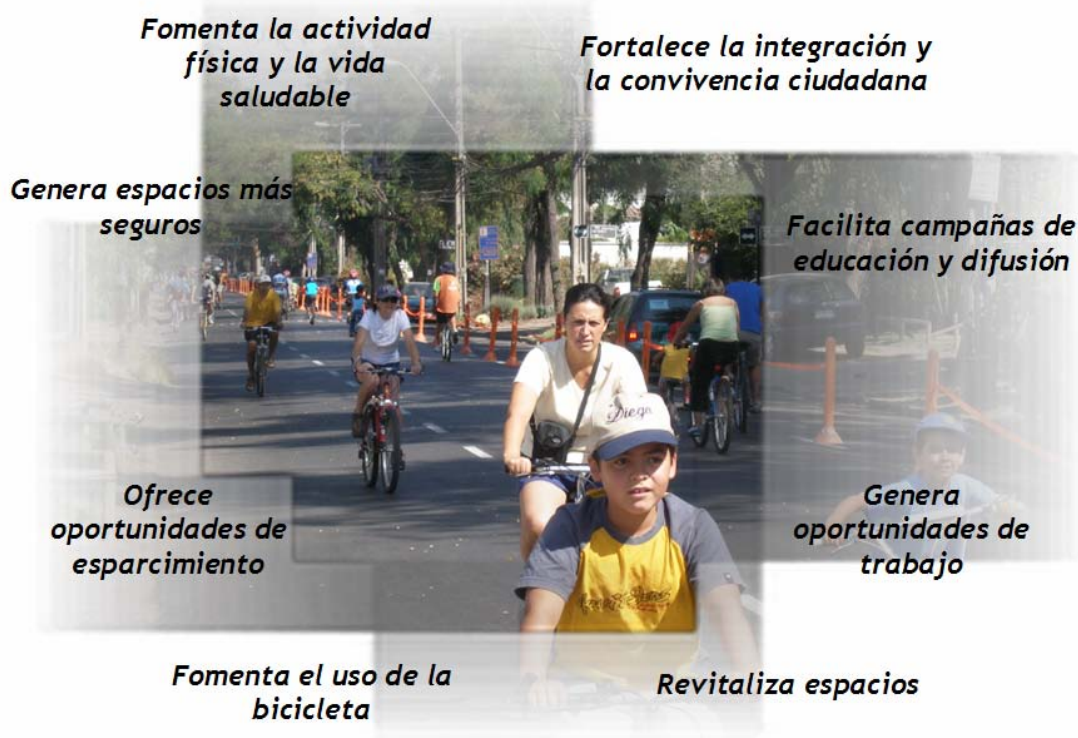 Fomenta la actividad
física y la vida
saludable
Fortalece la integración y
la convivencia ciudadana
Genera espacios más
seguros
Facilita campañas de
educación y difusión
Diego
Ofrece
oportunidades de
esparcimiento
Genera
oportunidades de
trabajo
Fomenta el uso de la
bicicleta
Revitaliza espacios